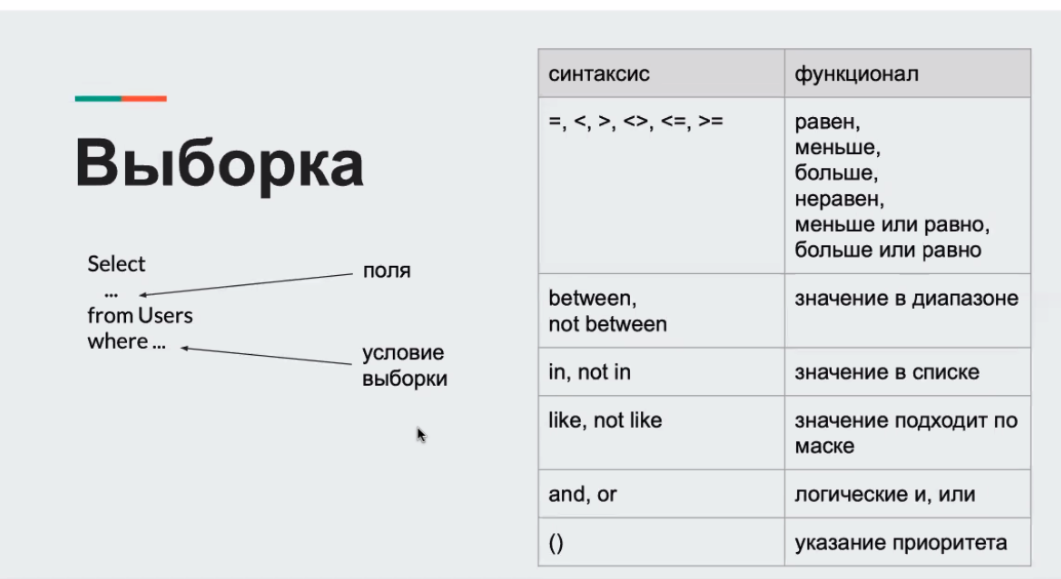 Выборка
Select
...
from Users
where ...
поля
условие
выборки
синтаксис
функционал
=, <, >, <>, <=, >=
равен,
меньше,
больше,
неравен,
меньше или равно,
больше или равно
between,
not between
значение в диапазоне
in, not in
значение в списке
like, not like
значение подходит по
маске
and, or
логические и, или
()
указание приоритета